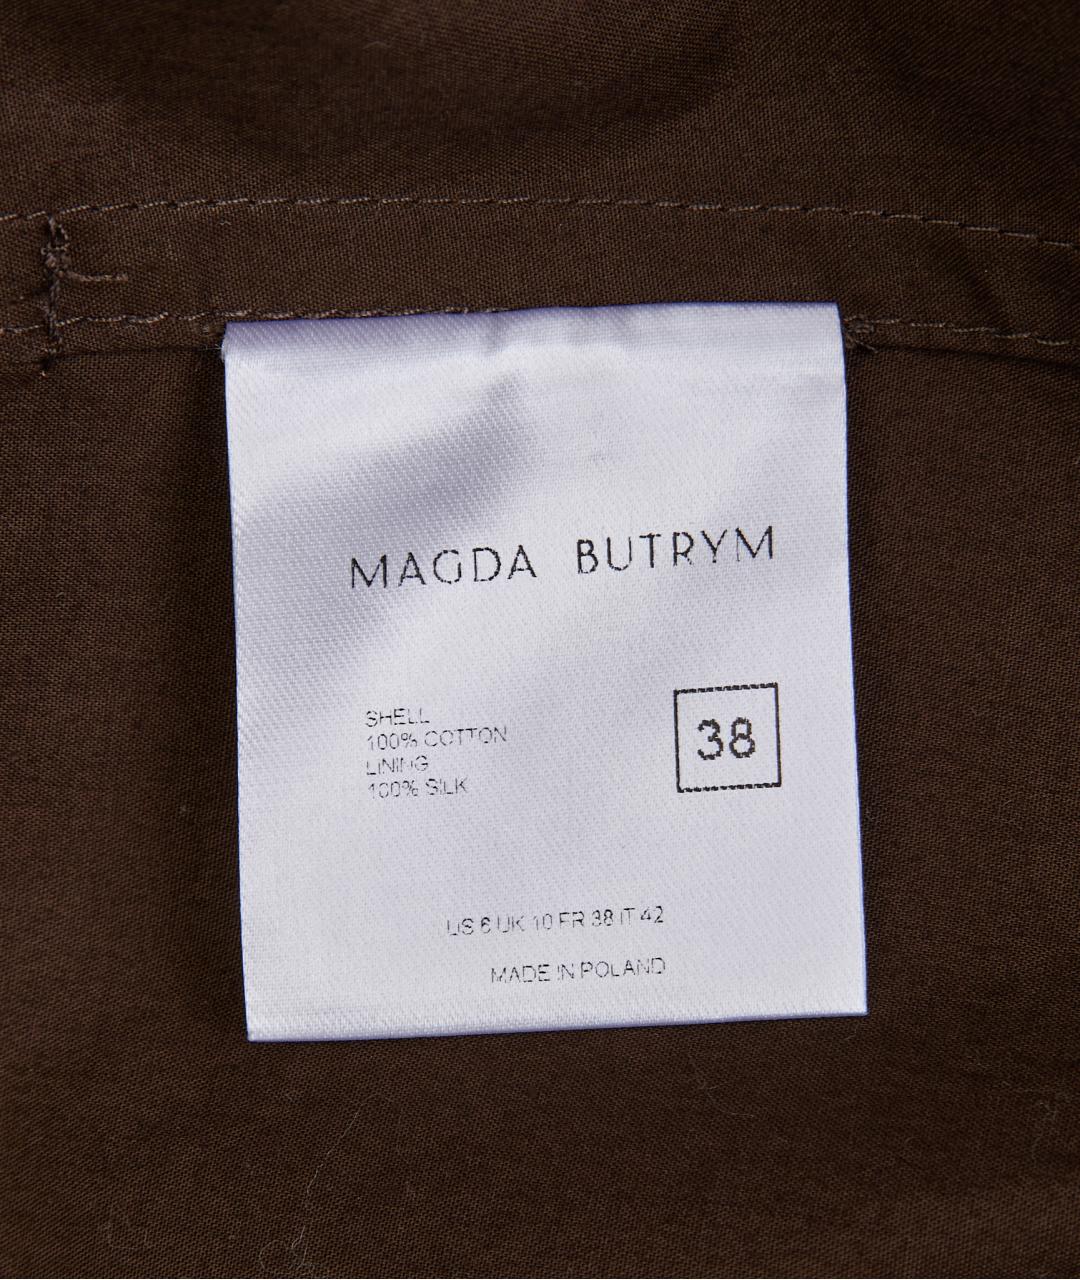 MAGDA BUTRYM
SHELL
100% COTTON
LINING
100% SILK
38
US 6 UK 10 FR 38 IT 42
MADE IN POLAND